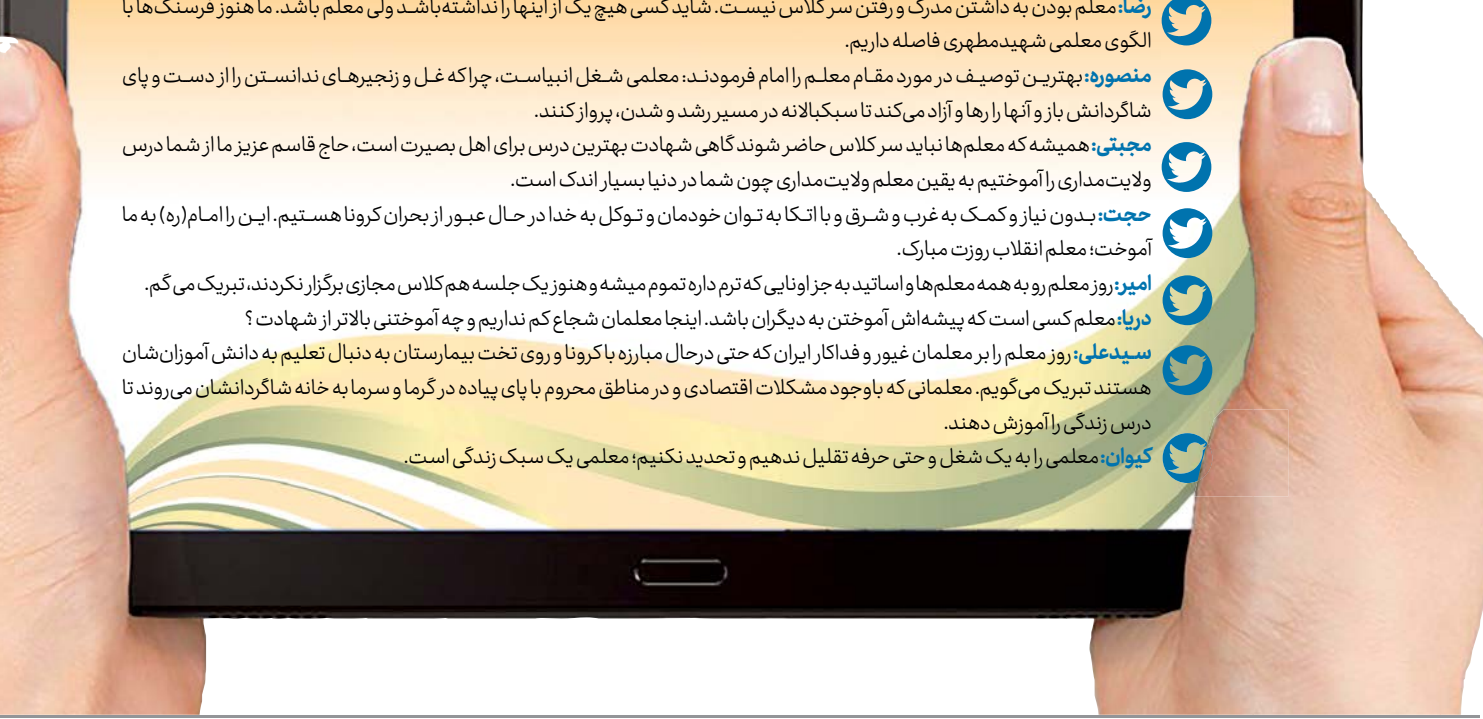 رضا: معلم بودن به داشتن مدرک و رفتن سر کلاس نیست. شاید کسی هیچ یک از اینها را نداشته‌باشد ولی معلم باشد. ما هنوز فرسنگ‌ها با
الگوی معلمی شهیدمطهری فاصله داریم.
منصوره: بهترین توصیف در مورد مقام معلم را امام فرمودند: معلمی شغل انبیاست، چراکه غل و زنجیرهای ندانستن را از دست و پای
شاگردانش باز و آنها را رها و آزاد می‌کند تا سبکبالانه در مسیر رشد و شدن، پرواز کنند.
مجبتی: همیشه که معلم‌ها نباید سر کلاس حاضر شوند گاهی شهادت بهترین درس برای اهل بصیرت است، حاج قاسم عزیز ما از شما درس
ولایت‌مداری را آموختیم به یقین معلم ولایت‌مداری چون شما در دنیا بسیار اندک است.
حجت: بدون نیاز و کمک به غرب و شرق و با اتکا به توان خودمان و توکل به خدا در حال عبور از بحران کرونا هستیم. این را امام(ره) به ما
آموخت؛ معلم انقلاب روزت مبارک.
امیر: روز معلم رو به همه معلم‌ها و اساتید به جز اونایی که ترم داره تموم میشه و هنوز یک جلسه هم کلاس مجازی برگزار نکردند، تبریک می گم.
دریا: معلم کسی است که پیشه‌اش آموختن به دیگران باشد. اینجا معلمان شجاع کم نداریم و چه آموختنی بالاتر از شهادت ؟
سیدعلی: روز معلم را بر معلمان غیور و فداکار ایران که حتی درحال مبارزه با کرونا و روی تخت بیمارستان به دنبال تعلیم به دانش آموزان‌شان
هستند تبریک می‌گویم. معلمانی که باوجود مشکلات اقتصادی و در مناطق محروم با پای پیاده در گرما و سرما به خانه شاگردانشان می‌روند تا
درس زندگی را آموزش دهند.
کیوان: معلمی را به یک شغل و حتی حرفه تقلیل ندهیم و تحدید نکنیم؛ معلمی یک سبک زندگی است.